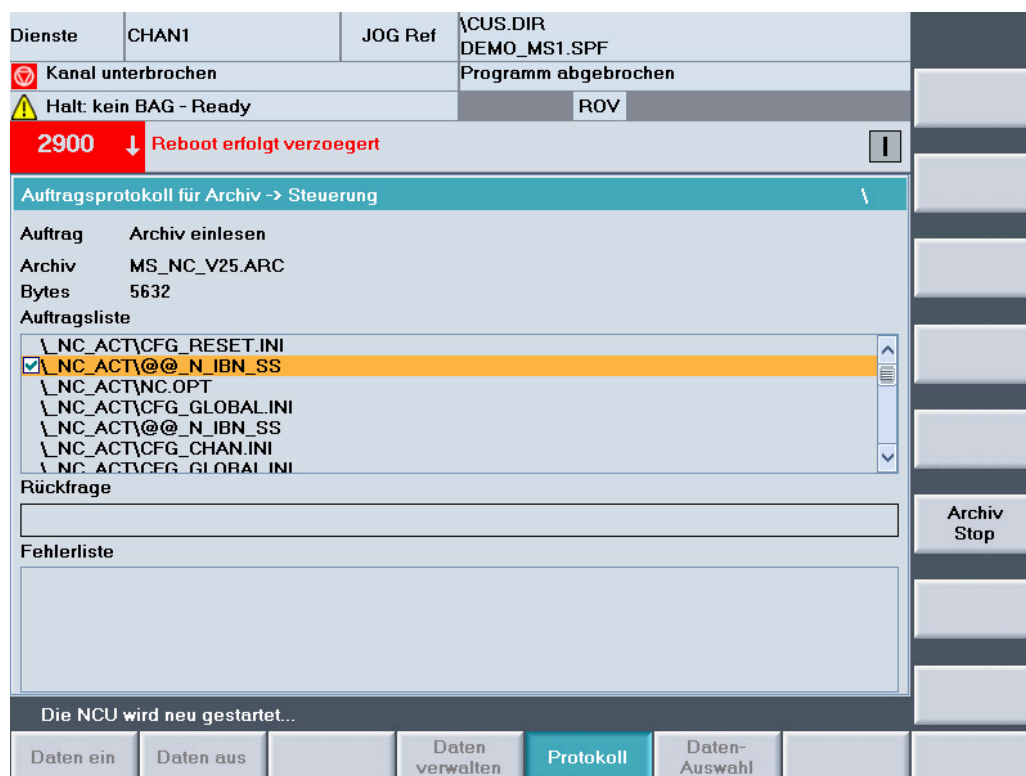 Dienste CHAN1 JOG Ref \CUS.DIR
DEMO_MS1.SPF
Kanal unterbrochen Programm abgebrochen
Halt: kein BAG - Ready ROV
2900 ↓ Reboot erfolgt verzoegert I
Auftragsprotokoll für Archiv -> Steuerung \
Auftrag Archiv einlesen
Archiv MS_NC_V25.ARC
Bytes 5632
Auftragsliste
\_NC_ACT\CFG_RESET.INI
\_NC_ACT\@@_N_IBN_SS
\_NC_ACT\NC.OPT
\_NC_ACT\CFG_GLOBAL.INI
\_NC_ACT\@@_N_IBN_SS
\_NC_ACT\CFG_CHAN.INI
\_NC_ACT\CFG_GLOBAL.INI
Rückfrage
Archiv
Stop
Fehlerliste
Die NCU wird neu gestartet...
Daten ein Daten aus Daten
verwalten Protokoll Daten-
Auswahl